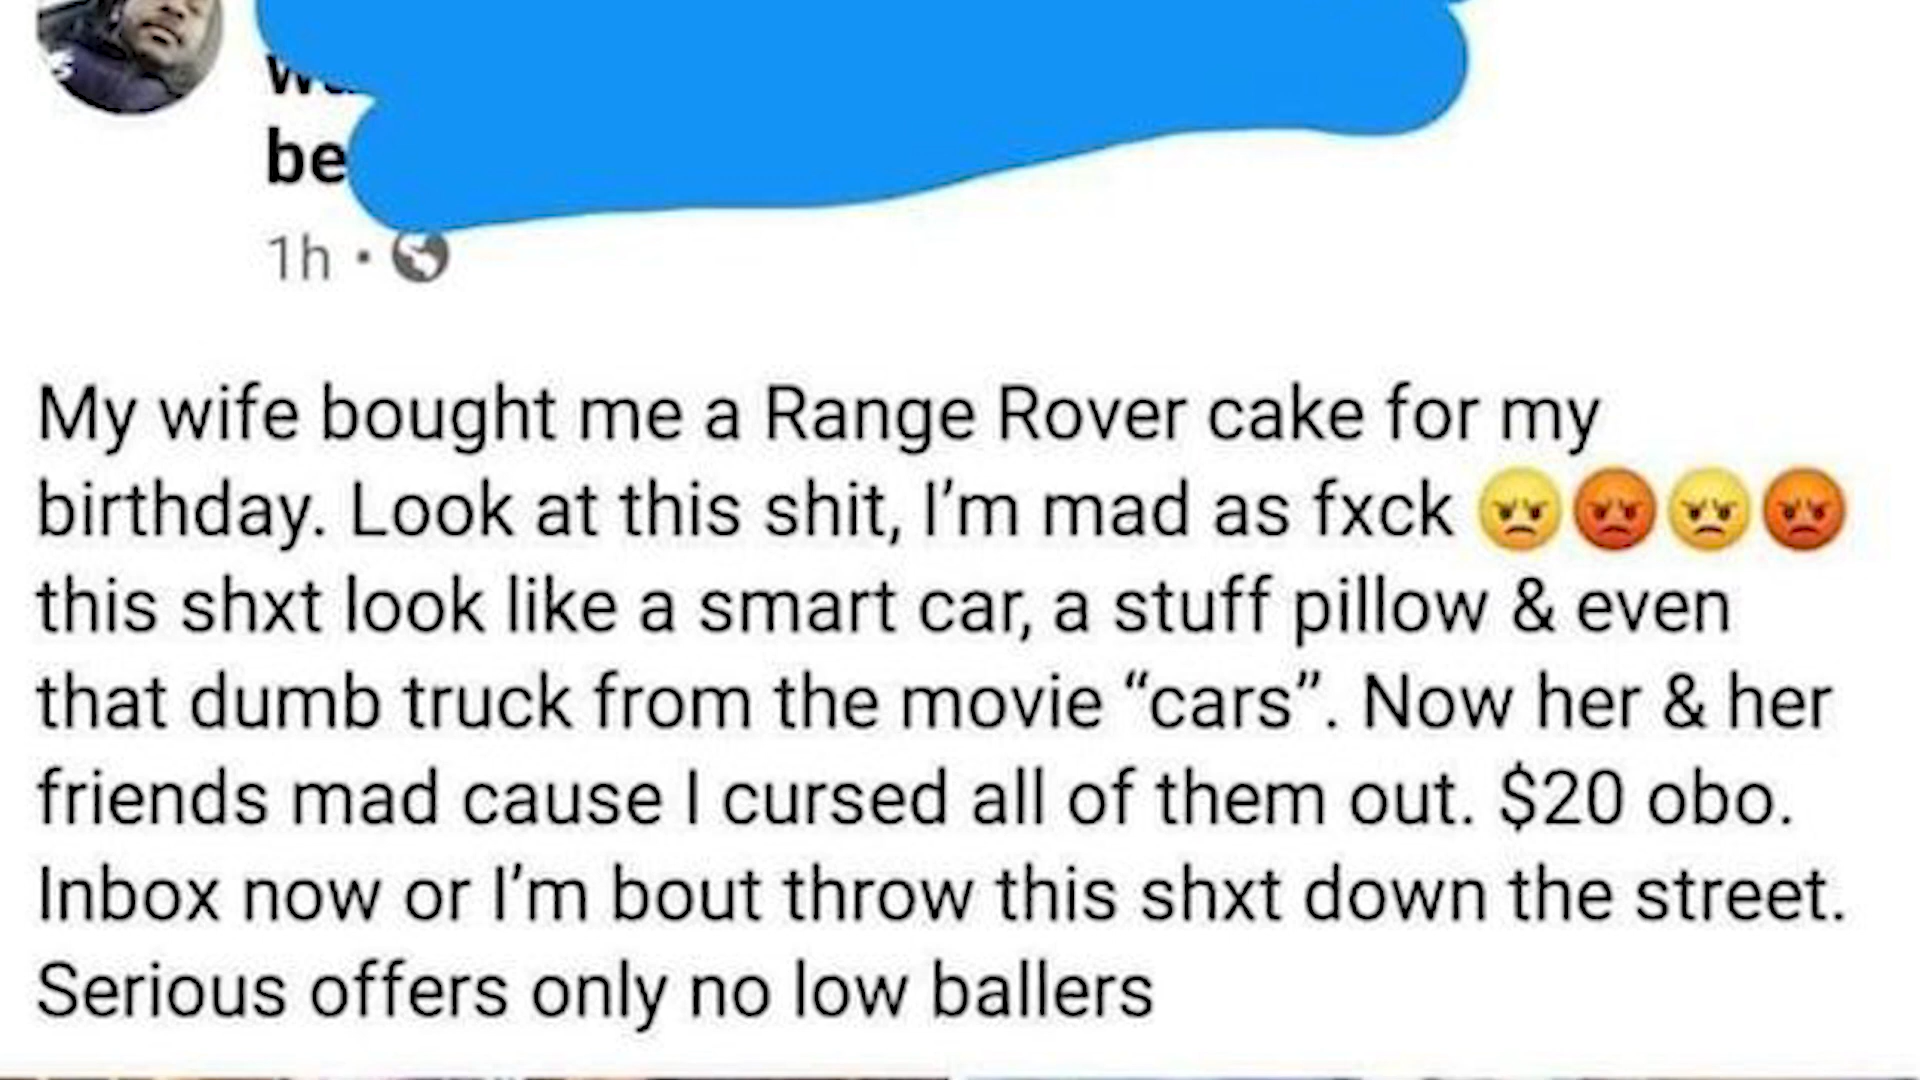 be
1h ·
My wife bought me a Range Rover cake for my
birthday. Look at this shit, I’m mad as fxck 😠😡😠😡
this shxt look like a smart car, a stuff pillow & even
that dumb truck from the movie “cars”. Now her & her
friends mad cause I cursed all of them out. $20 obo.
Inbox now or I’m bout throw this shxt down the street.
Serious offers only no low ballers